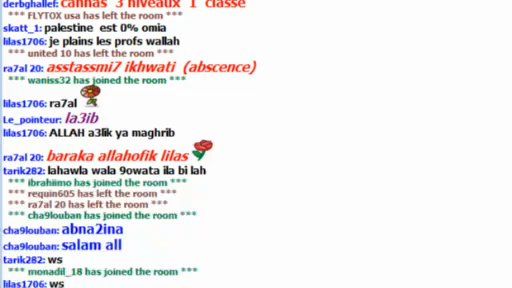 derbghallef: cannas 3 niveaux 1 classe
*** FLYTOX usa has left the room ***
skatt_1: palestine est 0% omia
lilas1706: je plains les profs wallah
*** united 10 has left the room ***
ra7al 20: asstassmi7 ikhwati (abscence)
*** waniss32 has joined the room ***
lilas1706: ra7al
Le_pointeur: la3ib
lilas1706: ALLAH a3lik ya maghrib
ra7al 20: baraka allahofik lilas
tarik282: lahawla wala 9owata ila bi lah
*** ibrahiimo has joined the room ***
*** requin605 has left the room ***
*** ra7al 20 has left the room ***
*** cha9louban has joined the room ***
cha9louban: abna2ina
cha9louban: salam all
tarik282: ws
*** monadil_18 has joined the room ***
lilas1706: ws